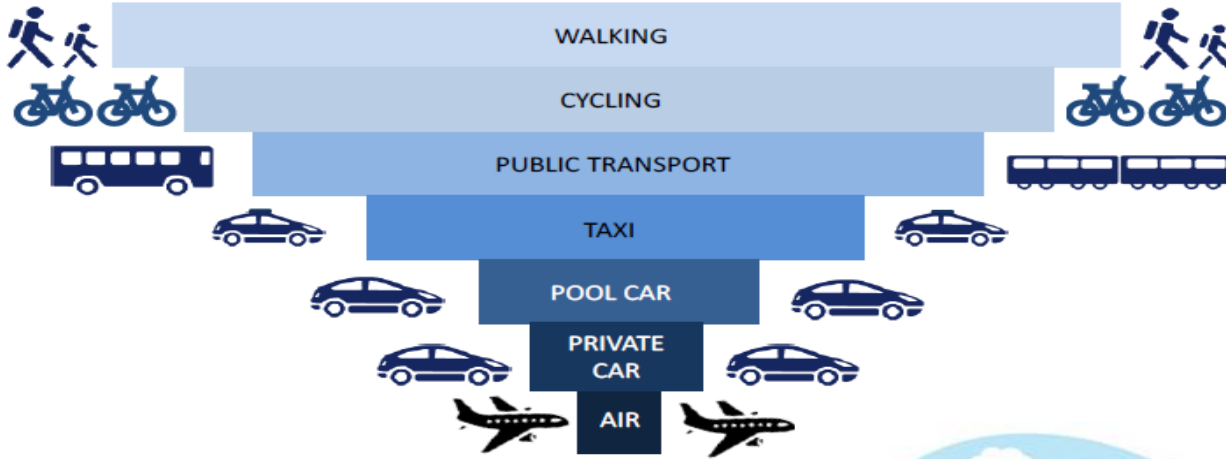 WALKING
CYCLING
PUBLIC TRANSPORT
TAXI
POOL CAR
PRIVATE
CAR
AIR